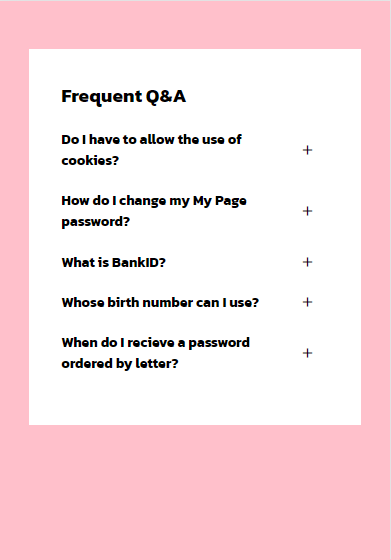 Frequent Q&A
Do I have to allow the use of
cookies?
+
How do I change my My Page
password?
+
What is BankID?
+
Whose birth number can I use?
+
When do I recieve a password
ordered by letter?
+